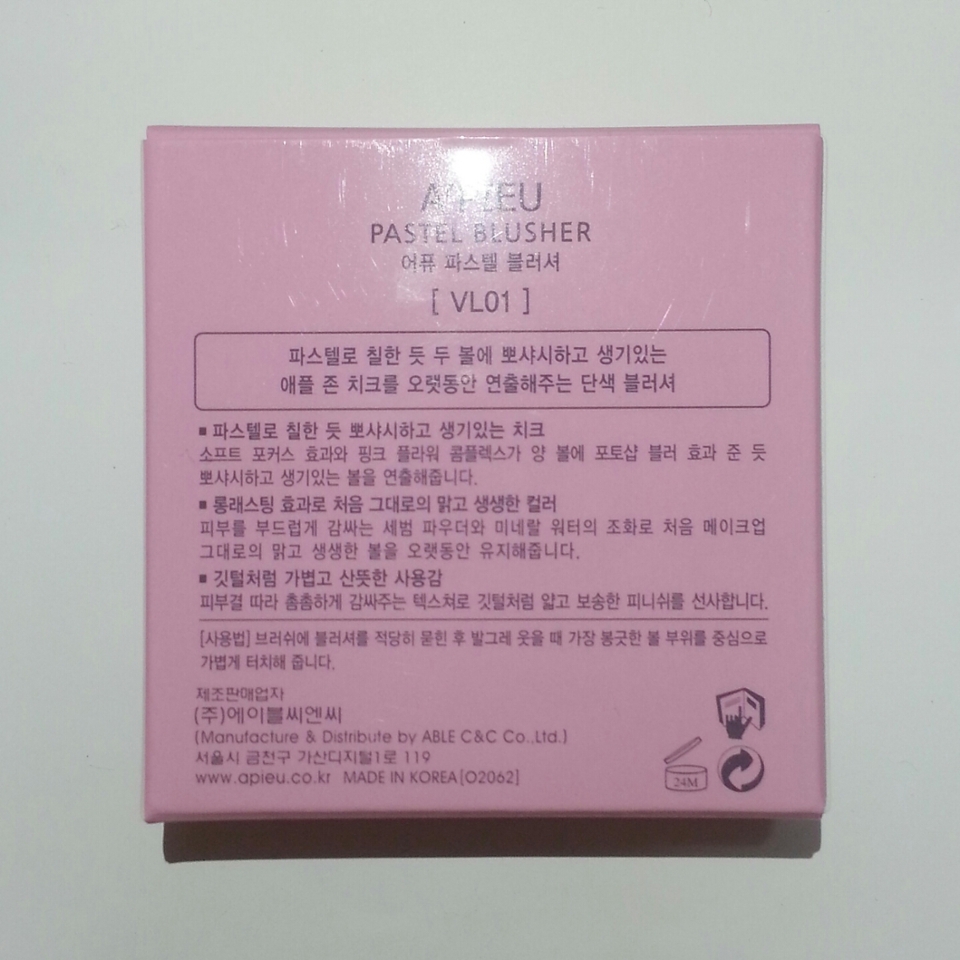 A'PIEU
PASTEL BLUSHER
어퓨 파스텔 블러셔
[ VL01 ]
파스텔로 칠한 듯 두 볼에 뽀샤시하고 생기있는
애플 존 치크를 오랫동안 연출해주는 단색 블러셔
▪ 파스텔로 칠한 듯 뽀샤시하고 생기있는 치크
소프트 포커스 효과와 핑크 플라워 콤플렉스가 양 볼에 포토샵 블러 효과 준 듯
뽀샤시하고 생기있는 볼을 연출해줍니다.
▪ 롱래스팅 효과로 처음 그대로의 맑고 생생한 컬러
피부를 부드럽게 감싸는 세범 파우더와 미네랄 워터의 조화로 처음 메이크업
그대로의 맑고 생생한 볼을 오랫동안 유지해줍니다.
▪ 깃털처럼 가볍고 산뜻한 사용감
피부결 따라 촘촘하게 감싸주는 텍스쳐로 깃털처럼 얇고 보송한 피니쉬를 선사합니다.
[사용법] 브러쉬에 블러셔를 적당히 묻힌 후 발그레 웃을 때 가장 봉긋한 볼 부위를 중심으로
가볍게 터치해 줍니다.
제조판매업자
(주)에이블씨엔씨
(Manufacture & Distribute by ABLE C&C Co.,Ltd.)
서울시 금천구 가산디지털1로 119
www.apieu.co.kr MADE IN KOREA [O2062]
24M